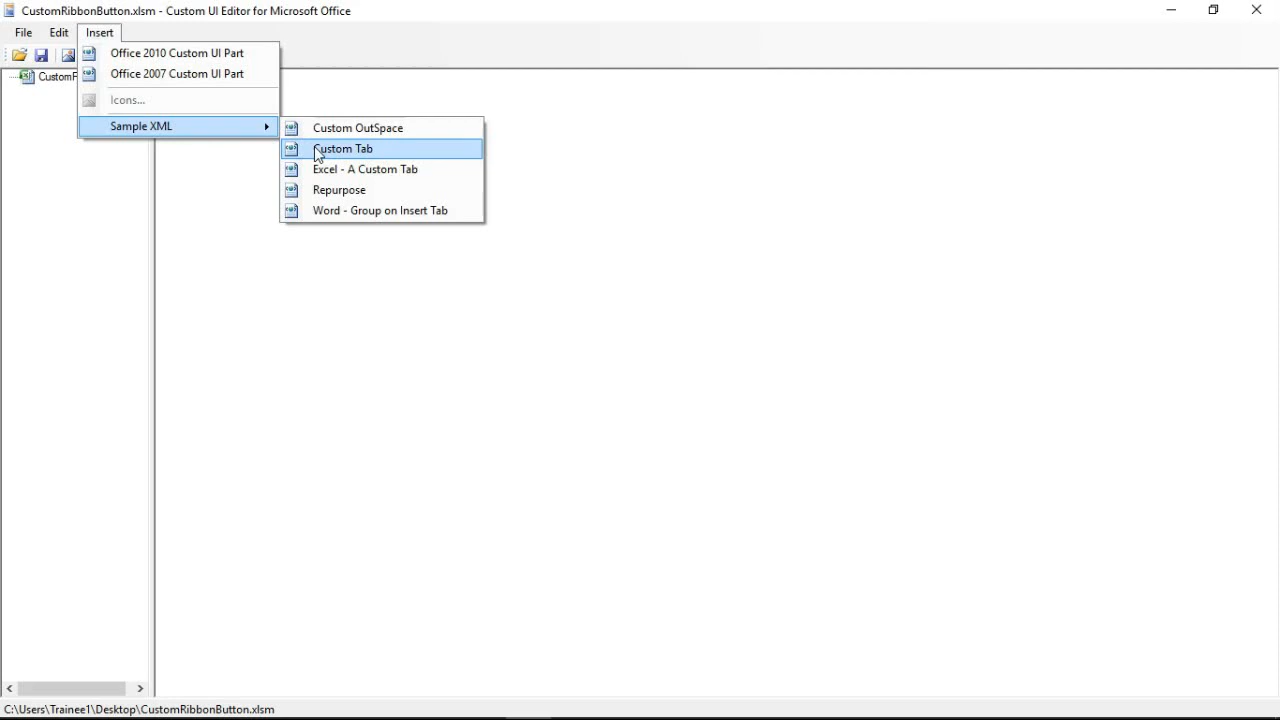 CustomRibbonButton.xlsm - Custom UI Editor for Microsoft Office
File Edit Insert
Office 2010 Custom UI Part
Office 2007 Custom UI Part
Icons...
Sample XML
CustomF
Custom OutSpace
Custom Tab
Excel - A Custom Tab
Repurpose
Word - Group on Insert Tab
C:\Users\Trainee1\Desktop\CustomRibbonButton.xlsm